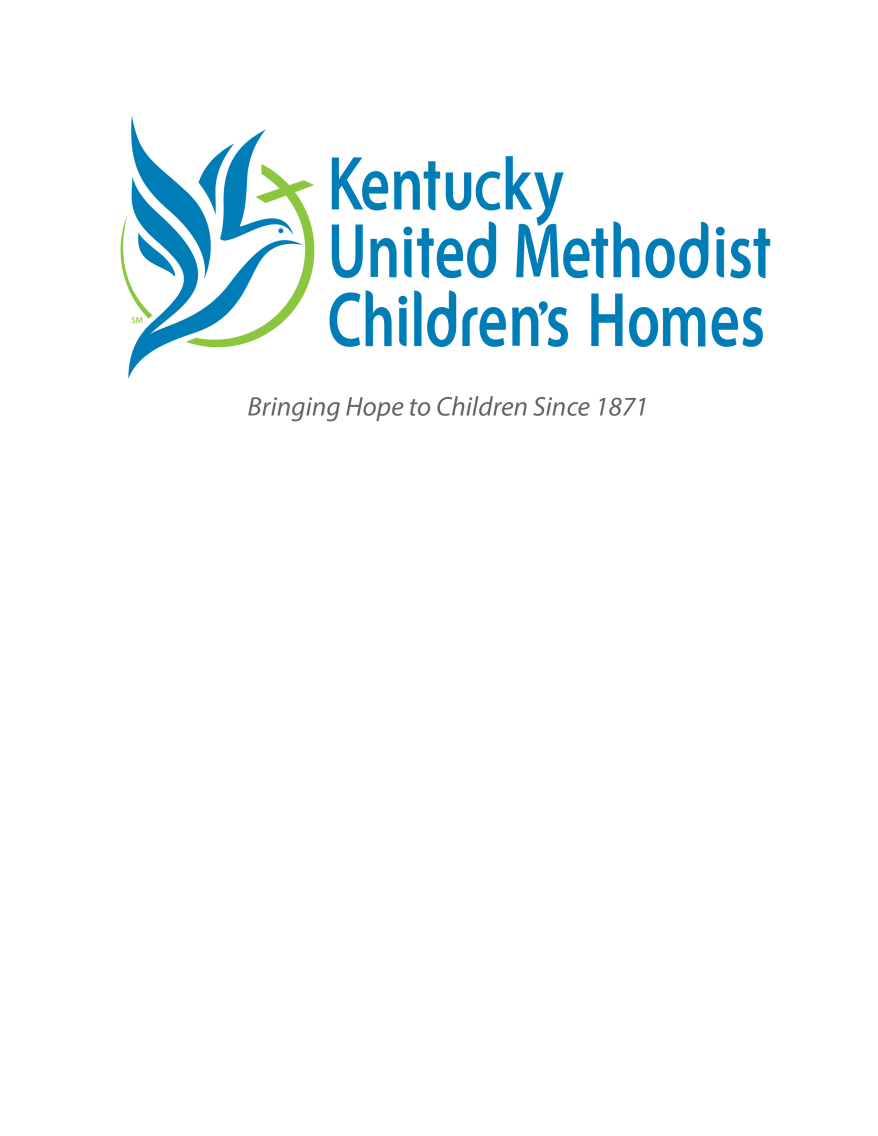 Kentucky
United Methodist
Children's Homes
SM
Bringing Hope to Children Since 1871